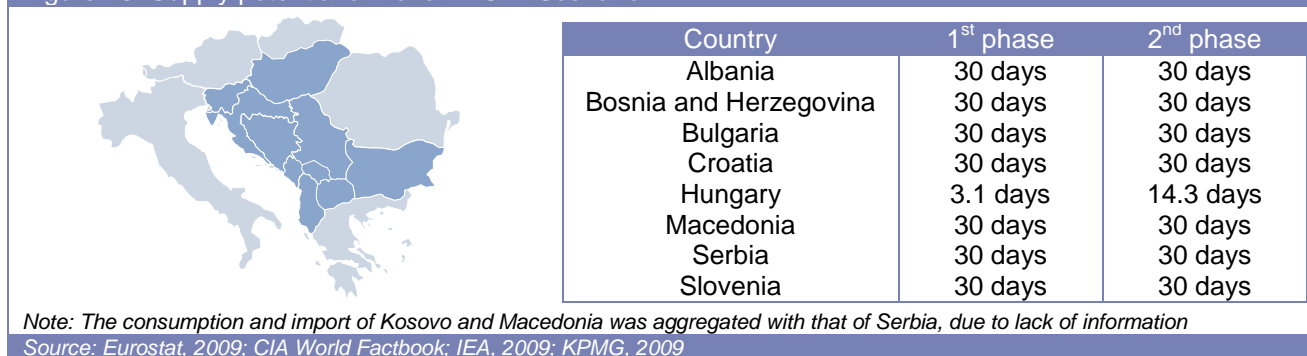 Country 1st phase 2nd phase
Albania 30 days 30 days
Bosnia and Herzegovina 30 days 30 days
Bulgaria 30 days 30 days
Croatia 30 days 30 days
Hungary 3.1 days 14.3 days
Macedonia 30 days 30 days
Serbia 30 days 30 days
Slovenia 30 days 30 days
Note: The consumption and import of Kosovo and Macedonia was aggregated with that of Serbia, due to lack of information
Source: Eurostat, 2009; CIA World Factbook; IEA, 2009; KPMG, 2009